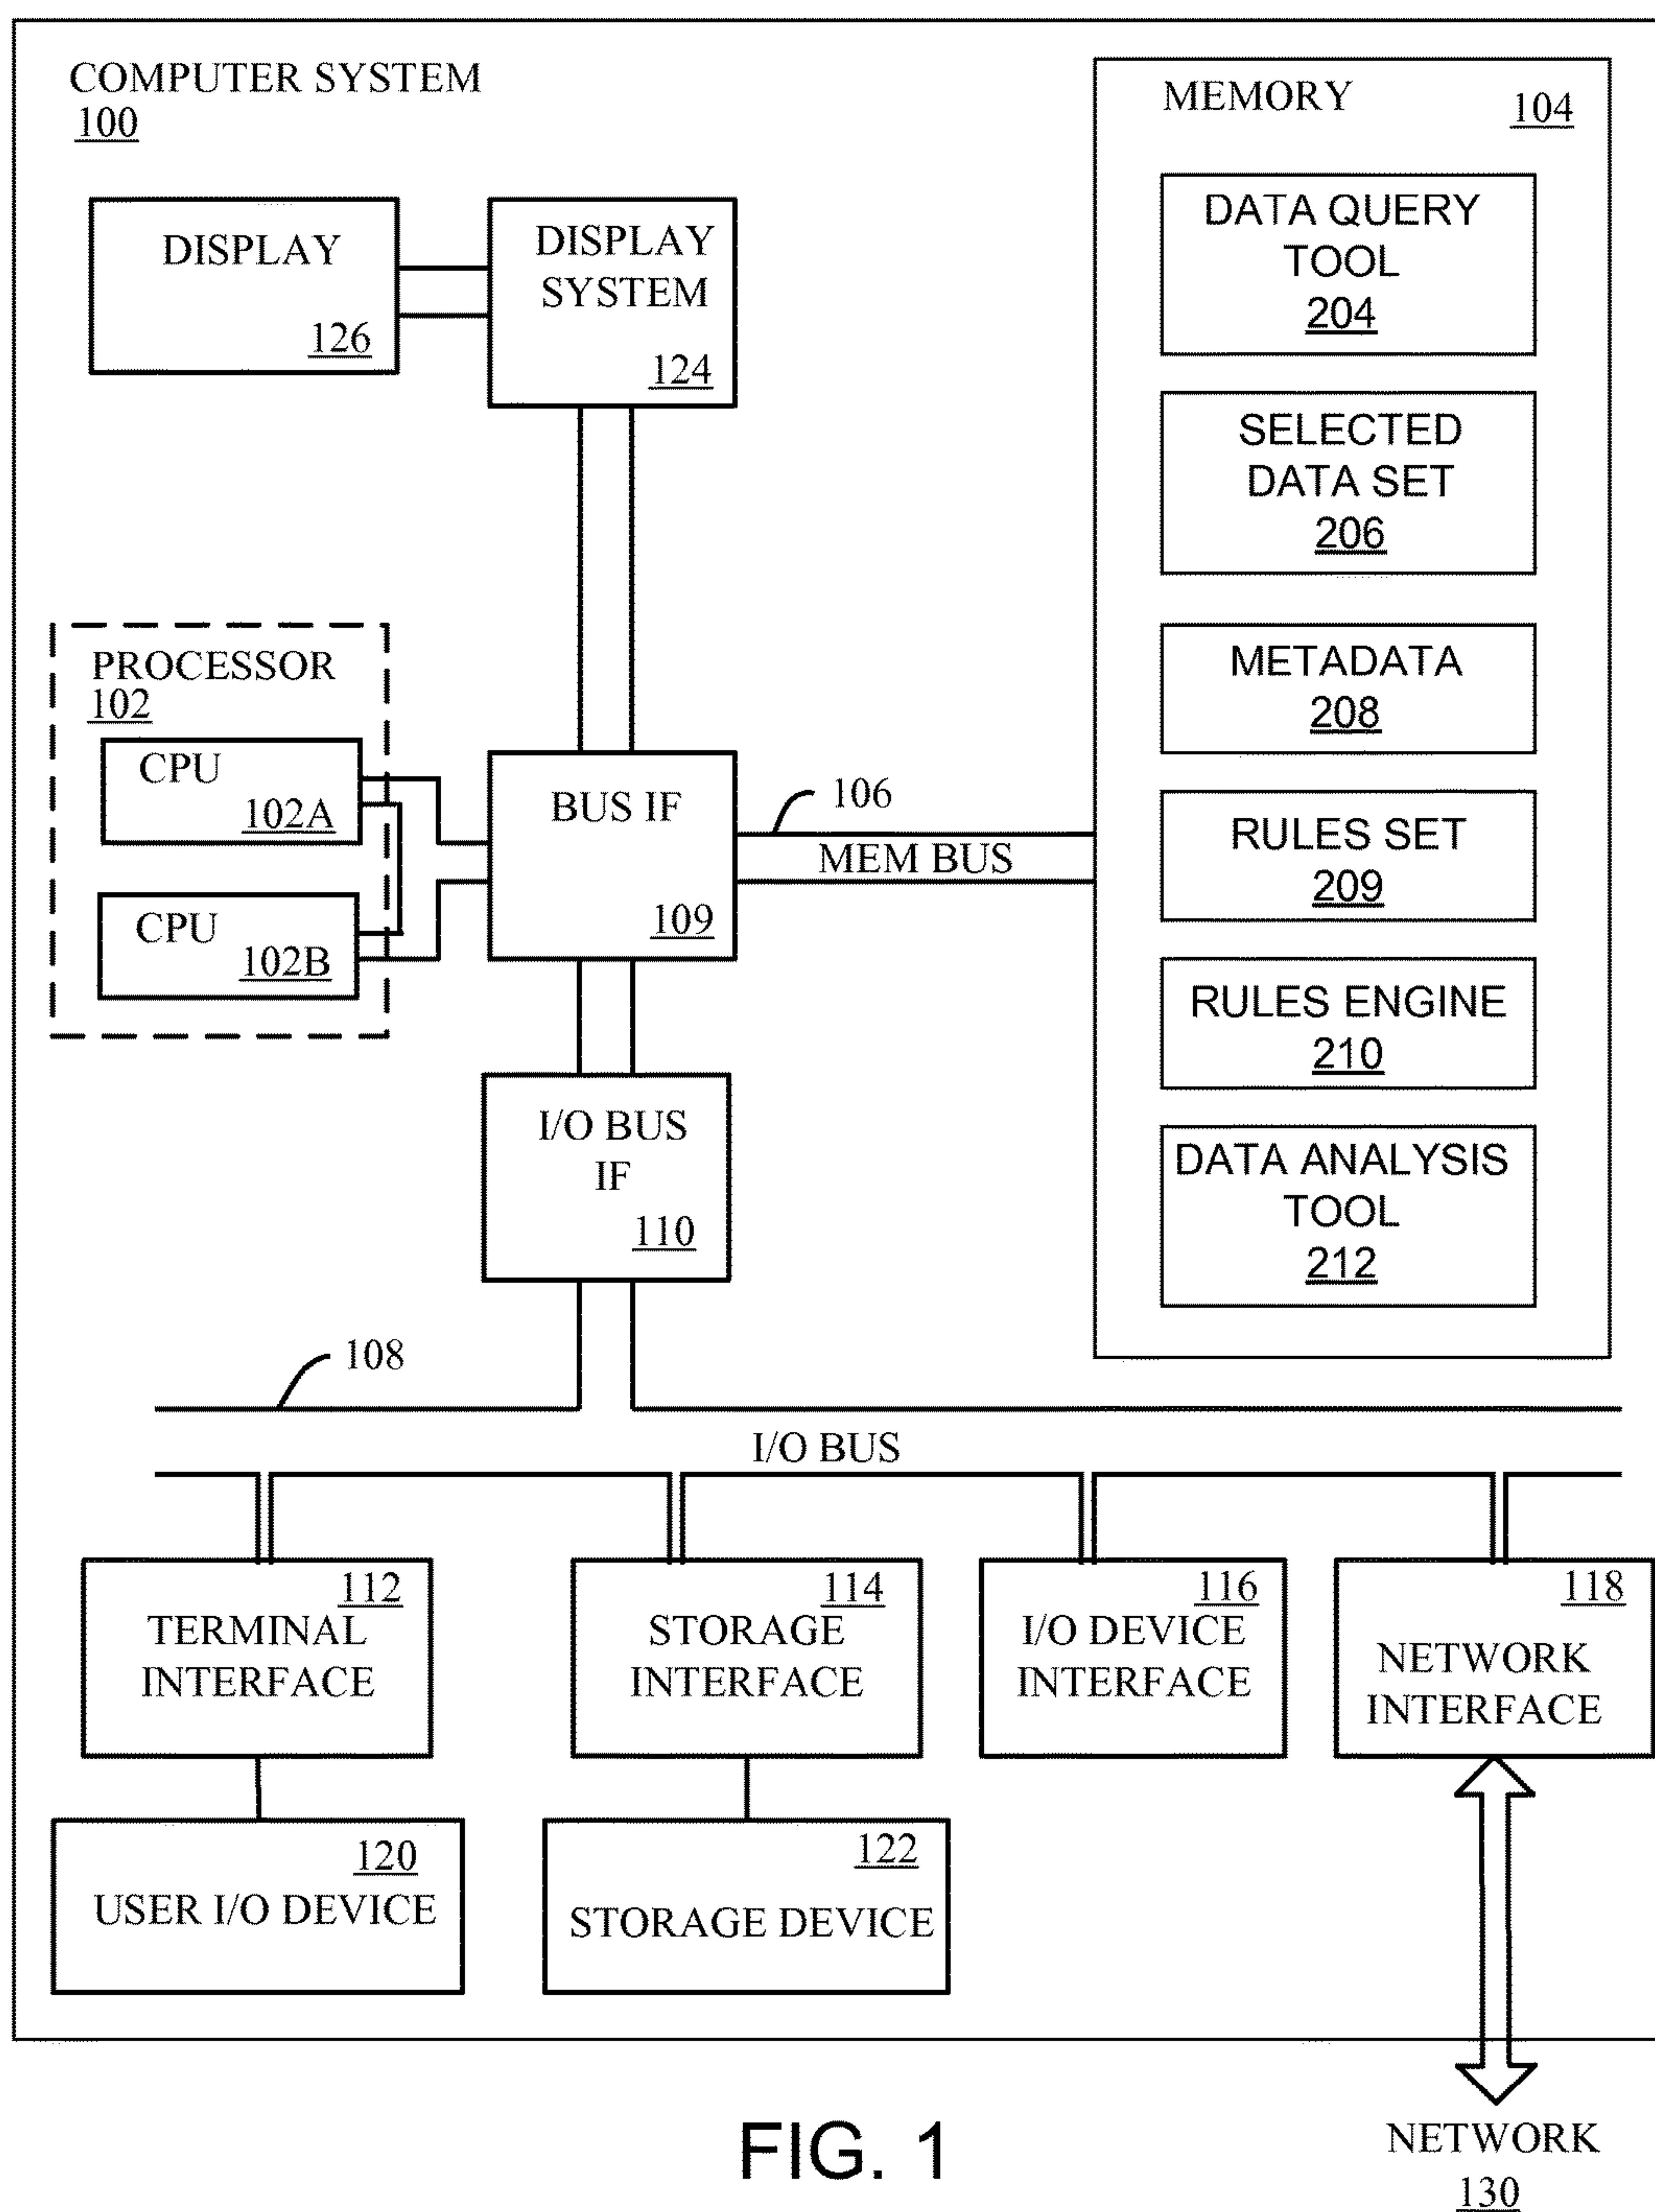 COMPUTER SYSTEM
100
DISPLAY
126
DISPLAY
SYSTEM
124
PROCESSOR
102
CPU
102A
CPU
102B
BUS IF
109
106
MEM BUS
I/O BUS
IF
110
MEMORY
104
DATA QUERY
TOOL
204
SELECTED
DATA SET
206
METADATA
208
RULES SET
209
RULES ENGINE
210
DATA ANALYSIS
TOOL
212
108
I/O BUS
112
TERMINAL
INTERFACE
114
STORAGE
INTERFACE
116
I/O DEVICE
INTERFACE
118
NETWORK
INTERFACE
120
USER I/O DEVICE
122
STORAGE DEVICE
NETWORK
130
FIG. 1